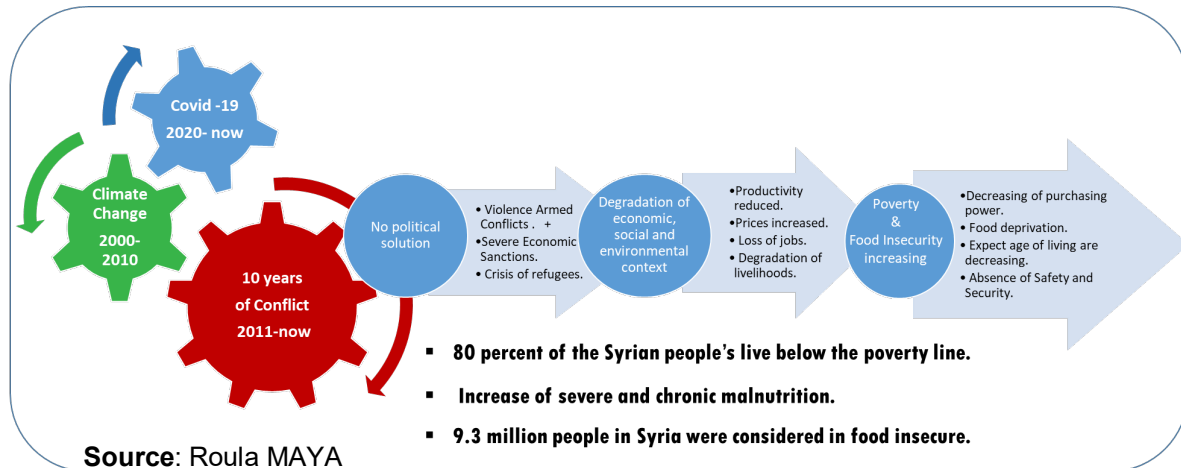 Covid -19
2020- now
Climate
Change
2000-
2010
10 years
of Conflict
2011-now
No political
solution
• Violence Armed
Conflicts . +
•Severe Economic
Sanctions.
• Crisis of refugees.
Degradation of
economic,
social and
environmental
context
•Productivity
reduced.
•Prices increased.
• Loss of jobs.
• Degradation of
livelihoods.
Poverty
&
Food Insecurity
increasing
•Decreasing of purchasing
power.
• Food deprivation.
• Expect age of living are
decreasing.
• Absence of Safety and
Security.
▪ 80 percent of the Syrian people's live below the poverty line.
▪ Increase of severe and chronic malnutrition.
▪ 9.3 million people in Syria were considered in food insecure.
Source: Roula MAYA